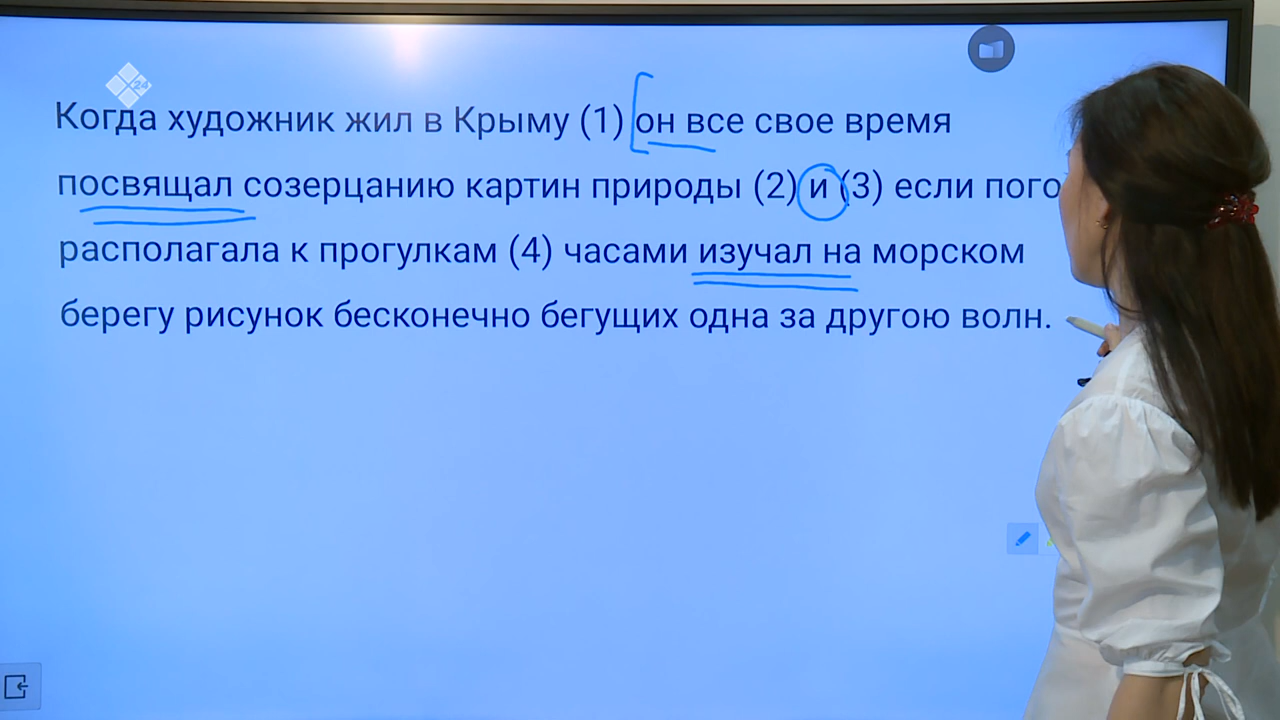 24
Когда художник жил в Крыму (1) он все свое время
посвящал созерцанию картин природы (2) и (3) если
располагала к прогулкам (4) часами изучал на морском
берегу рисунок бесконечно бегущих одна за другою волн.